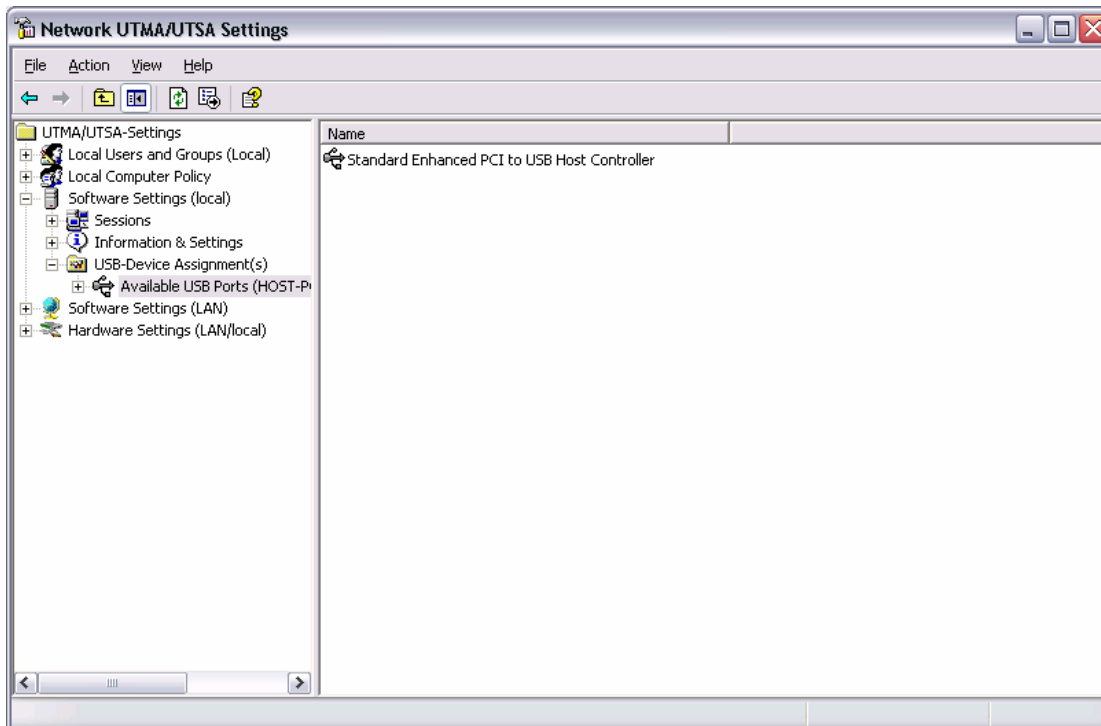 Network UTMA/UTSA Settings
File Action View Help
UTMA/UTSA-Settings
Local Users and Groups (Local)
Local Computer Policy
Software Settings (local)
Sessions
Information & Settings
USB-Device Assignment(s)
Available USB Ports (HOST-P
Software Settings (LAN)
Hardware Settings (LAN/local)
Name
Standard Enhanced PCI to USB Host Controller